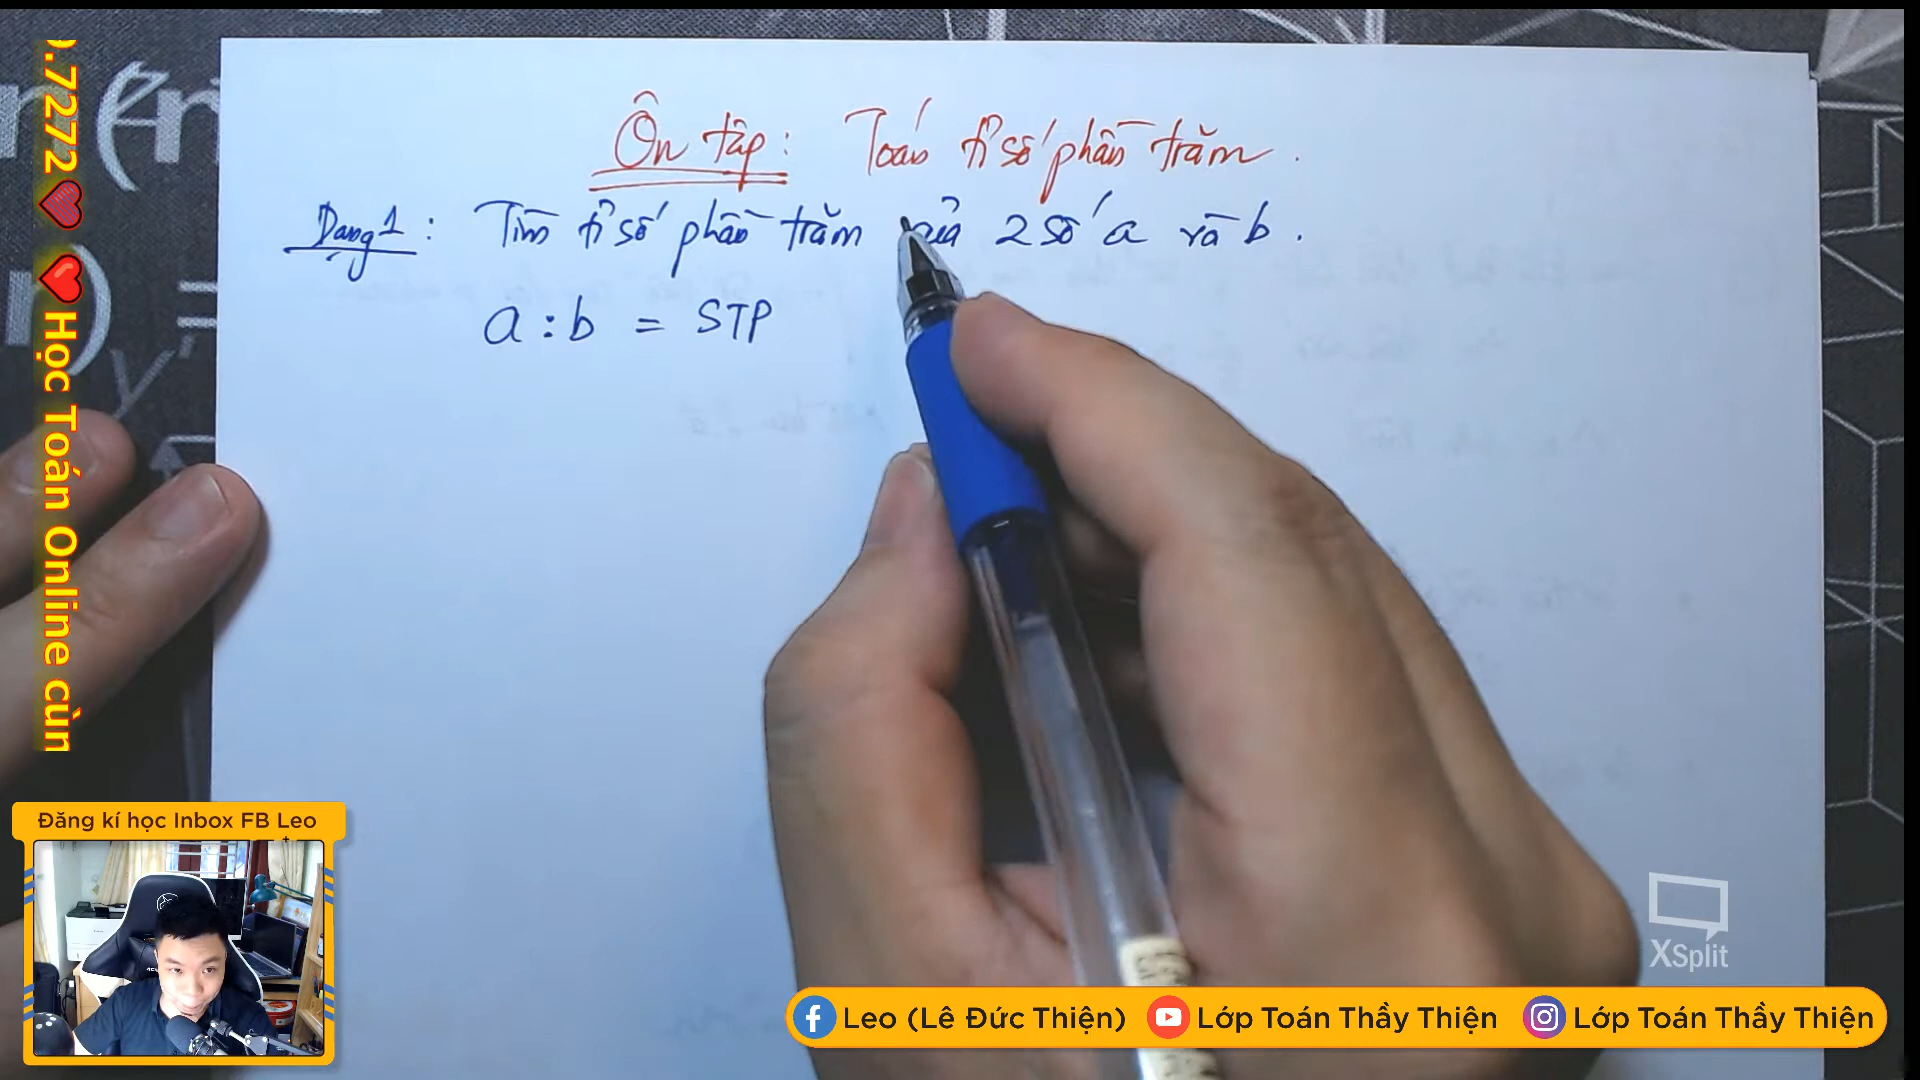 Ôn tập: Toán tỉ số phần trăm.
Dạng 1: Tìm tỉ số phần trăm của 2 số a và b.
a : b = STP
0.7272 Học Toán Online cùn
Đăng kí học Inbox FB Leo
XSplit
Leo (Lê Đức Thiện) Lớp Toán Thầy Thiện Lớp Toán Thầy Thiện